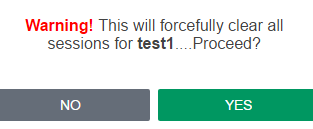 Warning! This will forcefully clear all
sessions for test1....Proceed?
NO
YES